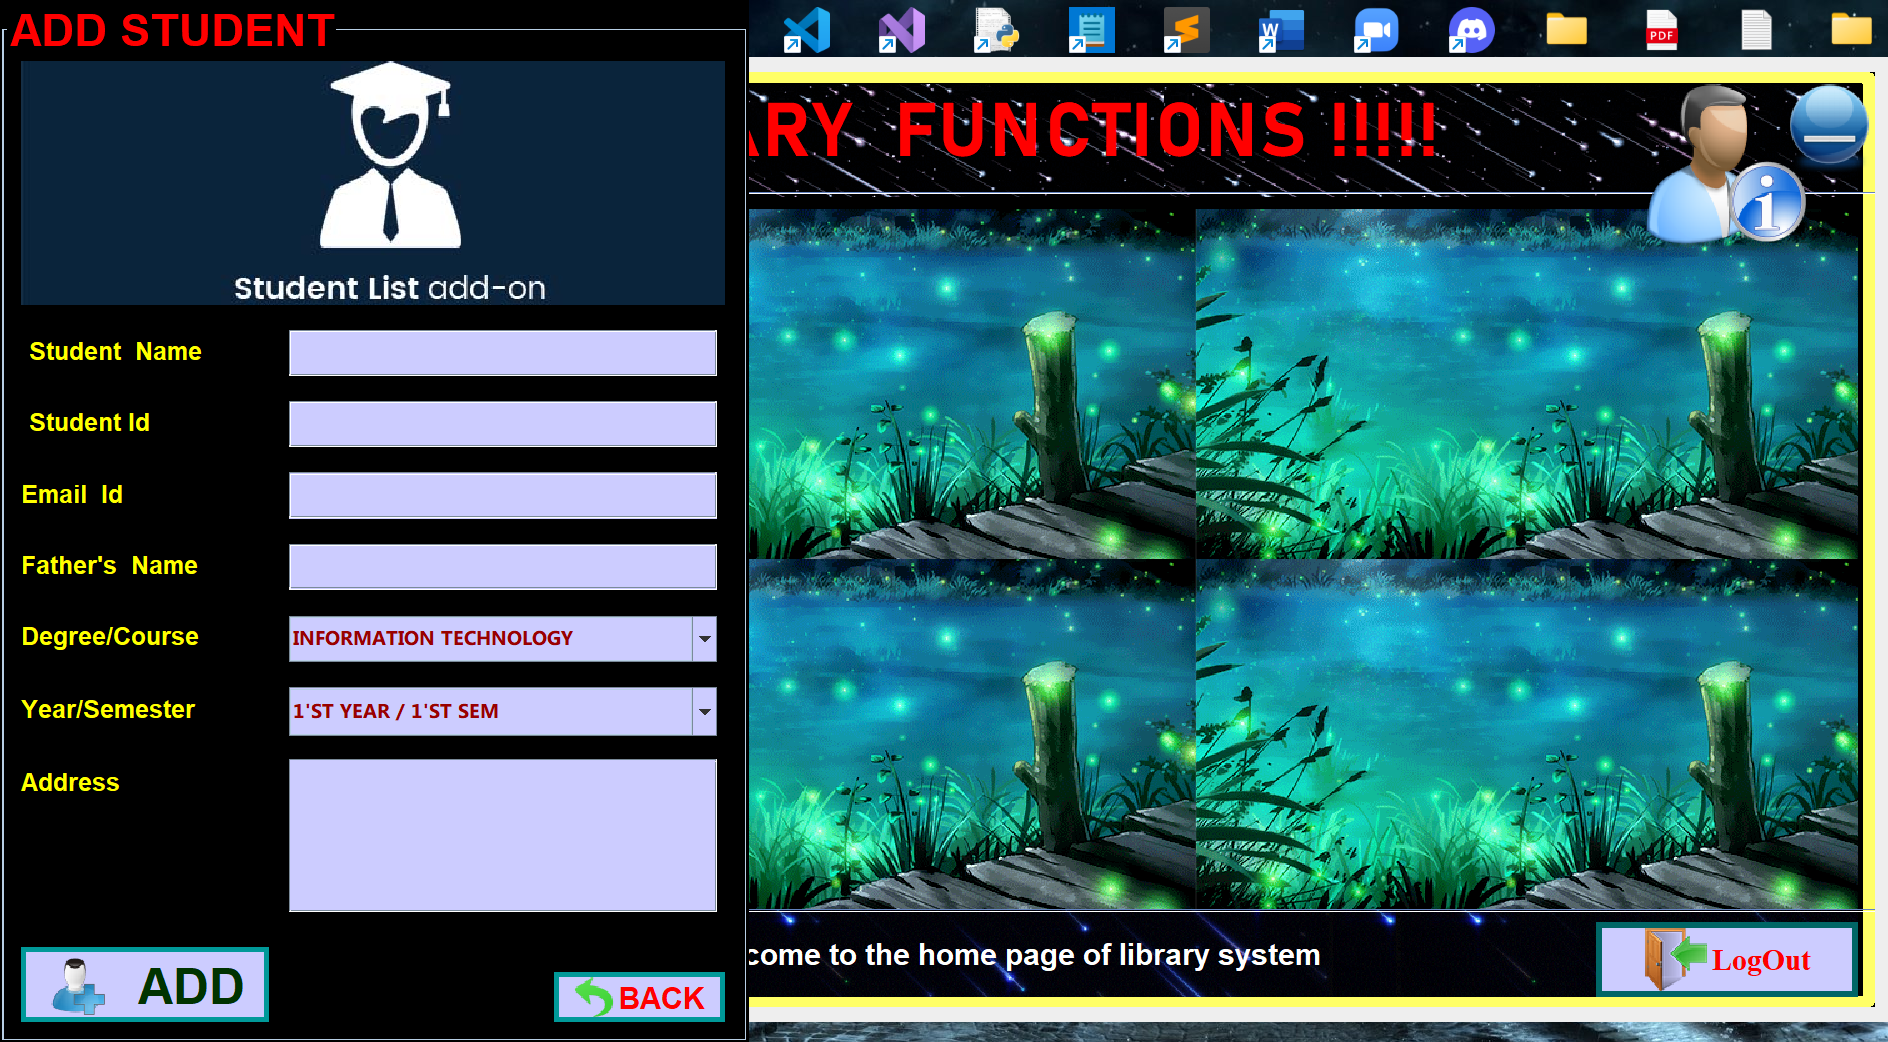 ADD STUDENT
Student List add-on
Student Name
Student Id
Email Id
Father's Name
Degree/Course
INFORMATION TECHNOLOGY
Year/Semester
1'ST YEAR / 1'ST SEM
Address
ADD
BACK
W
PDF
ARY FUNCTIONS !!!!!
i
come to the home page of library system
LogOut